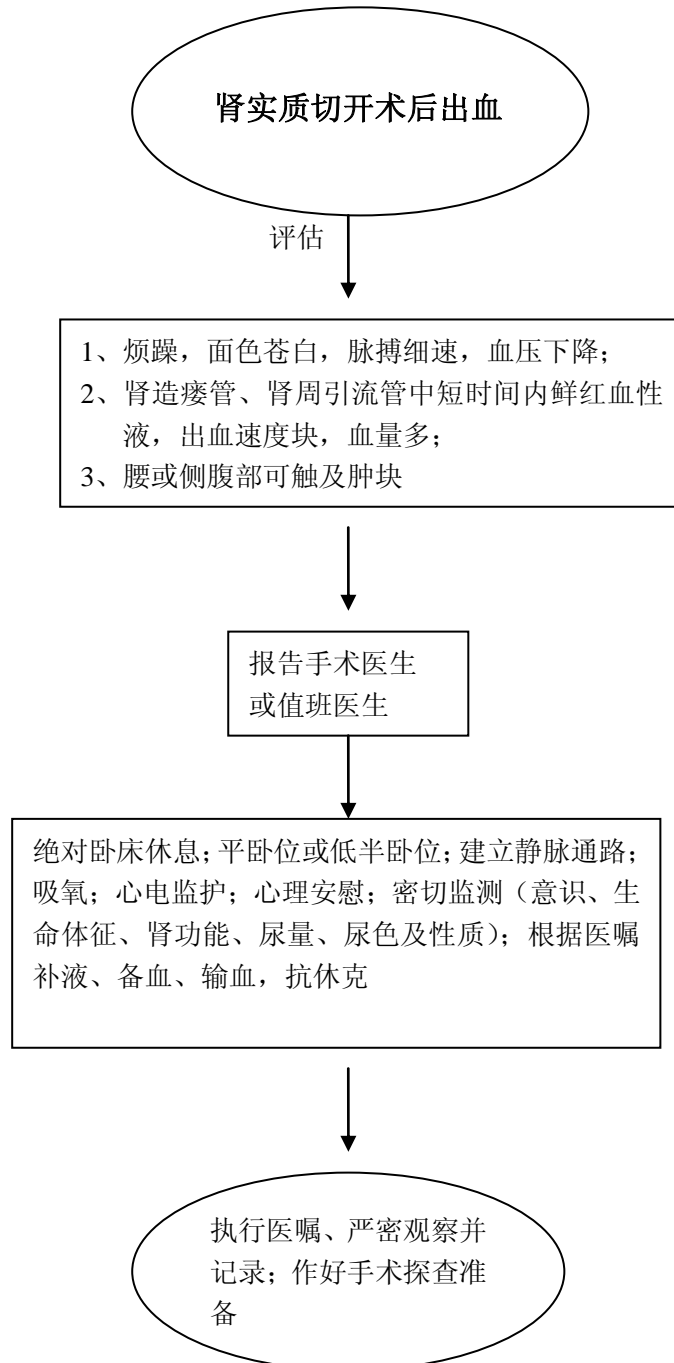 肾实质切开术后出血
评估
1、烦躁，面色苍白，脉搏细速，血压下降；
2、肾造瘘管、肾周引流管中短时间内鲜红血性
液，出血速度块，血量多；
3、腰或侧腹部可触及肿块
报告手术医生
或值班医生
绝对卧床休息；平卧位或低半卧位；建立静脉通路；
吸氧；心电监护；心理安慰；密切监测（意识、生
命体征、肾功能、尿量、尿色及性质）；根据医嘱
补液、备血、输血，抗休克
执行医嘱、严密观察并
记录；作好手术探查准
备